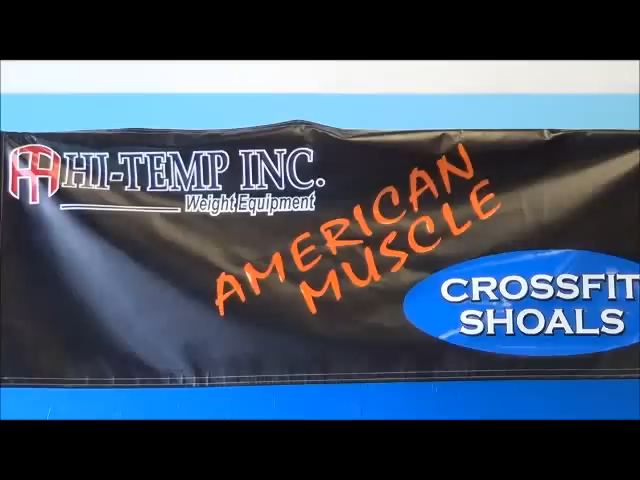 HI-TEMP INC.
Weight Equipment
AMERICAN
MUSCLE
CROSSFIT
SHOALS